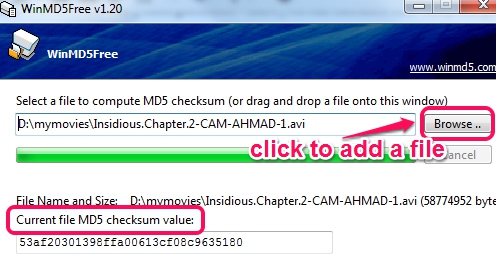 WinMD5Free v1.20
WinMD5Free
www.winmd5.com
Select a file to compute MD5 checksum (or drag and drop a file onto this window)
D:\mymovies\Insidious.Chapter.2-CAM-AHMAD-1.avi Browse ..
click to add a file Cancel
File Name and Size: D:\mymovies\Insidious.Chapter.2-CAM-AHMAD-1.avi (58774952 byte
Current file MD5 checksum value:
53af20301398ffa00613cf08c9635180